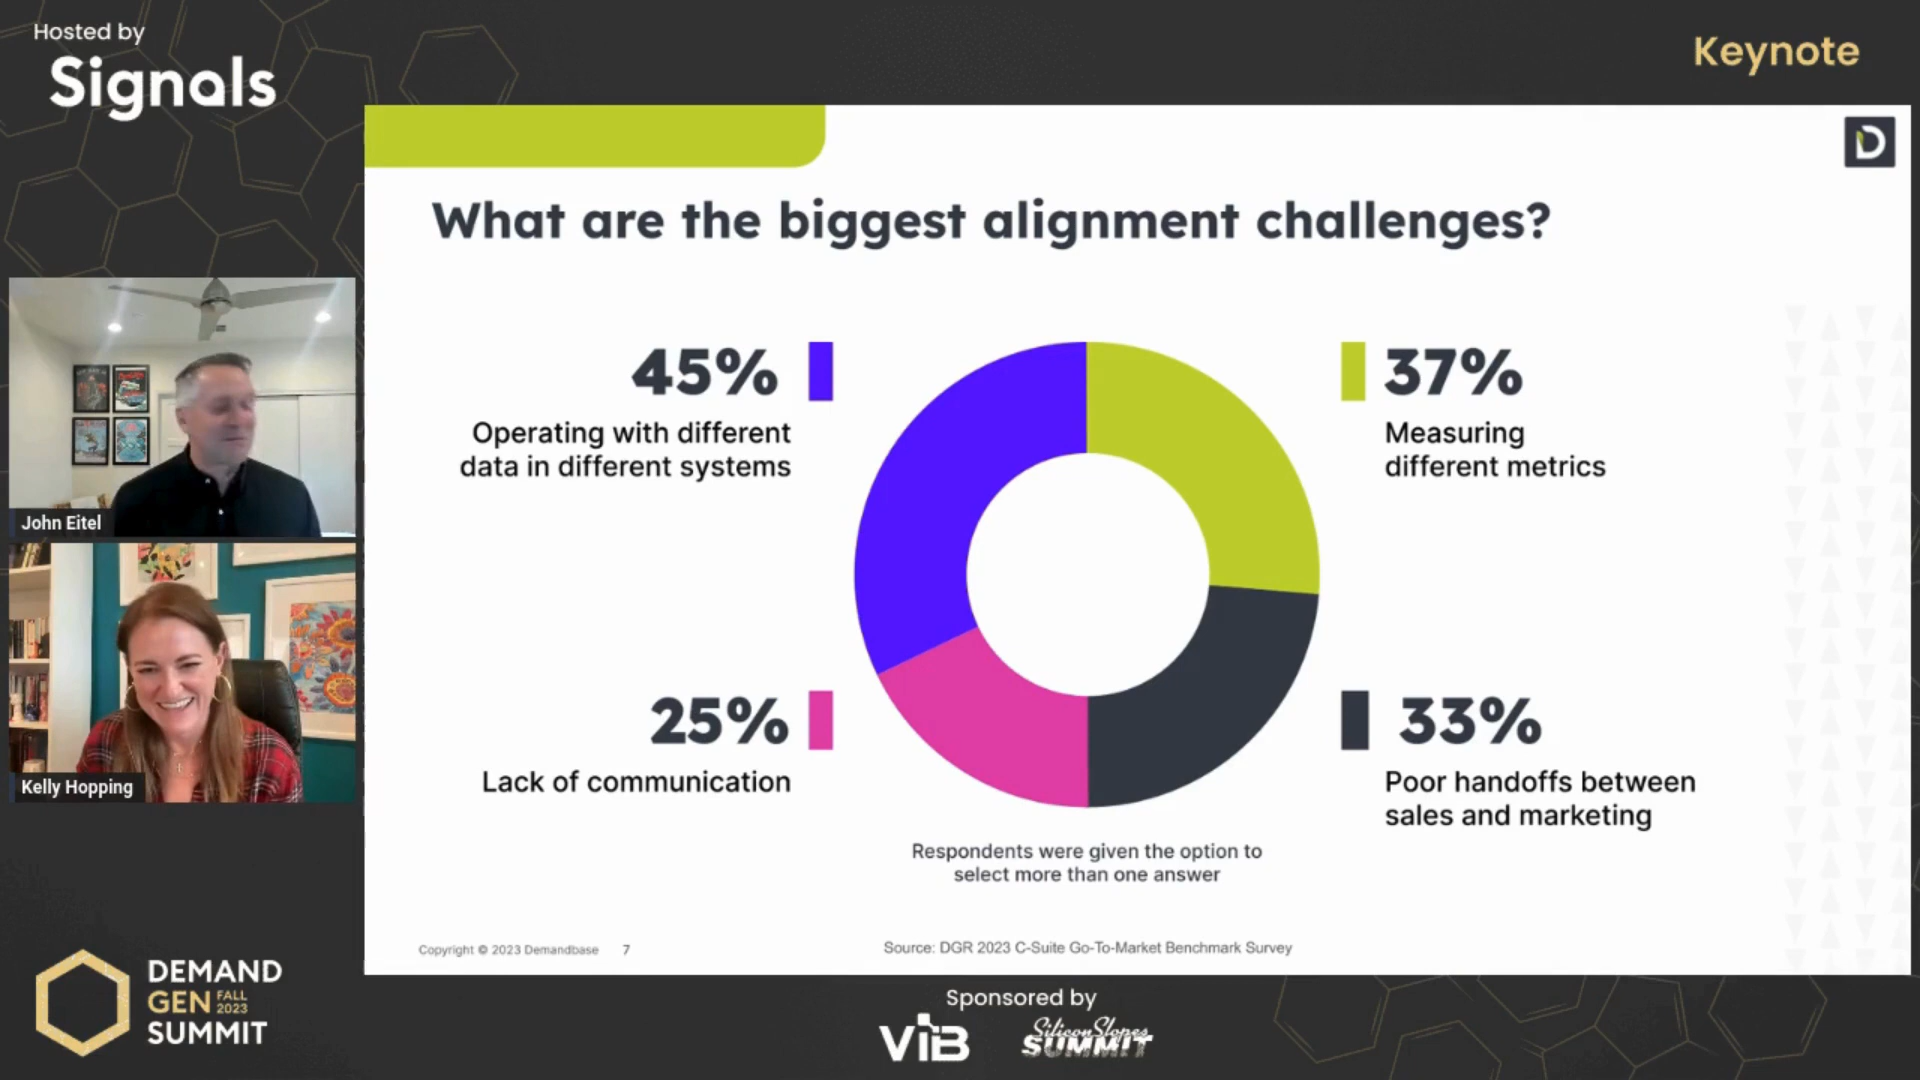 Hosted by
Signals
Keynote
D
What are the biggest alignment challenges?
45%
Operating with different
data in different systems
37%
Measuring
different metrics
25%
Lack of communication
33%
Poor handoffs between
sales and marketing
Respondents were given the option to
select more than one answer
Copyright © 2023 Demandbase 7
Source: DGR 2023 C-Suite Go-To-Market Benchmark Survey
John Eitel
Kelly Hopping
DEMAND
GEN FALL 2023
SUMMIT
Sponsored by
ViB
Silicon Slopes
SUMMIT